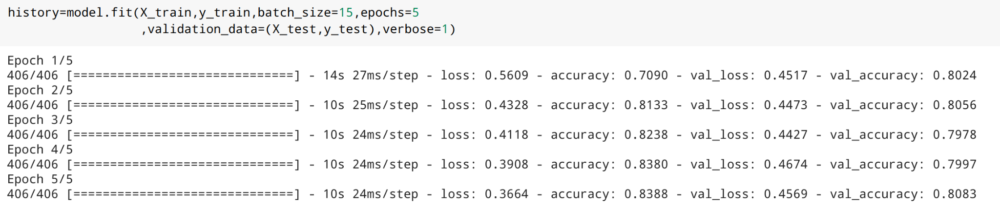 history=model.fit(X_train,y_train,batch_size=15,epochs=5
,validation_data=(X_test,y_test),verbose=1)
Epoch 1/5
406/406 [==============================] - 14s 27ms/step - loss: 0.5609 - accuracy: 0.7090 - val_loss: 0.4517 - val_accuracy: 0.8024
Epoch 2/5
406/406 [==============================] - 10s 25ms/step - loss: 0.4328 - accuracy: 0.8133 - val_loss: 0.4473 - val_accuracy: 0.8056
Epoch 3/5
406/406 [==============================] - 10s 24ms/step - loss: 0.4118 - accuracy: 0.8238 - val_loss: 0.4427 - val_accuracy: 0.7978
Epoch 4/5
406/406 [==============================] - 10s 24ms/step - loss: 0.3908 - accuracy: 0.8380 - val_loss: 0.4674 - val_accuracy: 0.7997
Epoch 5/5
406/406 [==============================] - 10s 24ms/step - loss: 0.3664 - accuracy: 0.8388 - val_loss: 0.4569 - val_accuracy: 0.8083